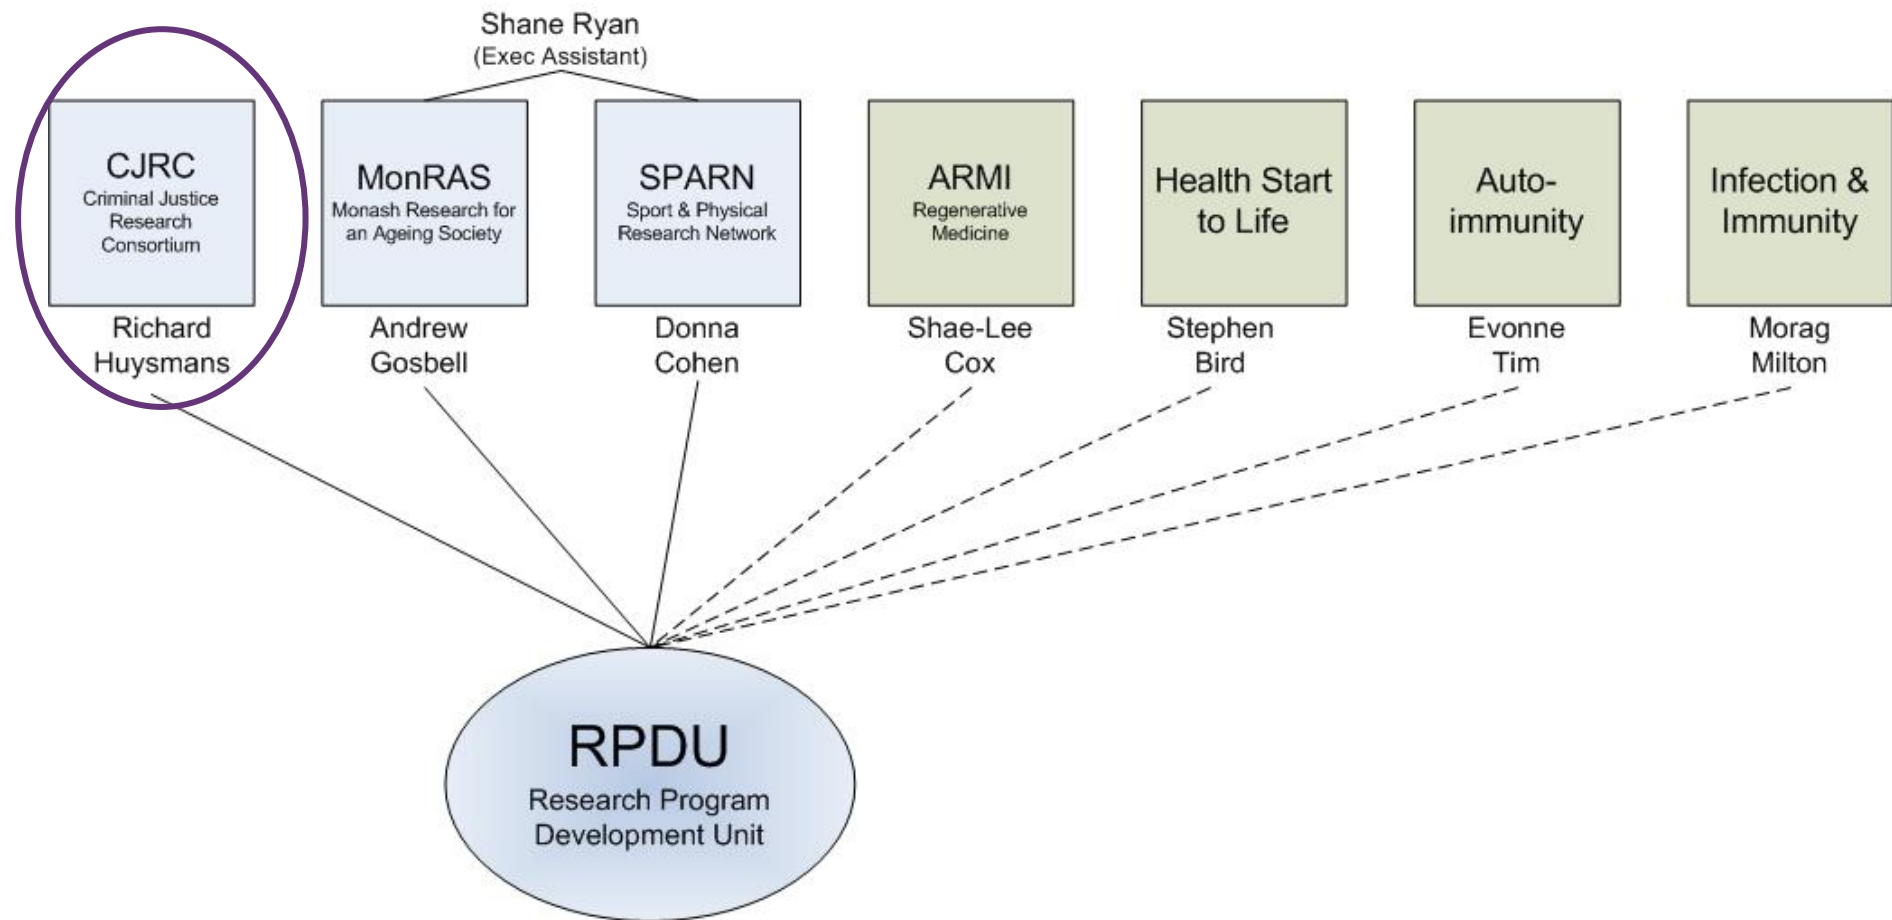 Shane Ryan
(Exec Assistant)
CJRC
Criminal Justice
Research
Consortium
Richard
Huysmans
MonRAS
Monash Research for
an Ageing Society
Andrew
Gosbell
SPARN
Sport & Physical
Research Network
Donna
Cohen
ARMI
Regenerative
Medicine
Shae-Lee
Cox
Health Start
to Life
Stephen
Bird
Auto-
immunity
Evonne
Tim
Infection &
Immunity
Morag
Milton
RPDU
Research Program
Development Unit